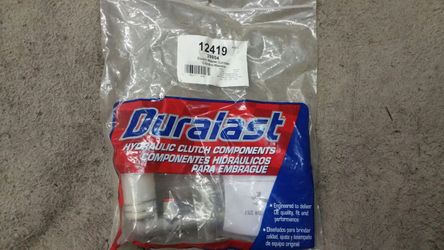 12419
Duralast
HYDRAULIC CLUTCH COMPONENTS
COMPONENTES HIDRÁULICOS
PARA EMBRAGUE
• Engineered to deliver
OE quality, fit and
performance
• Diseñados para brindar
calidad, ajuste y desempeño
de equipo original